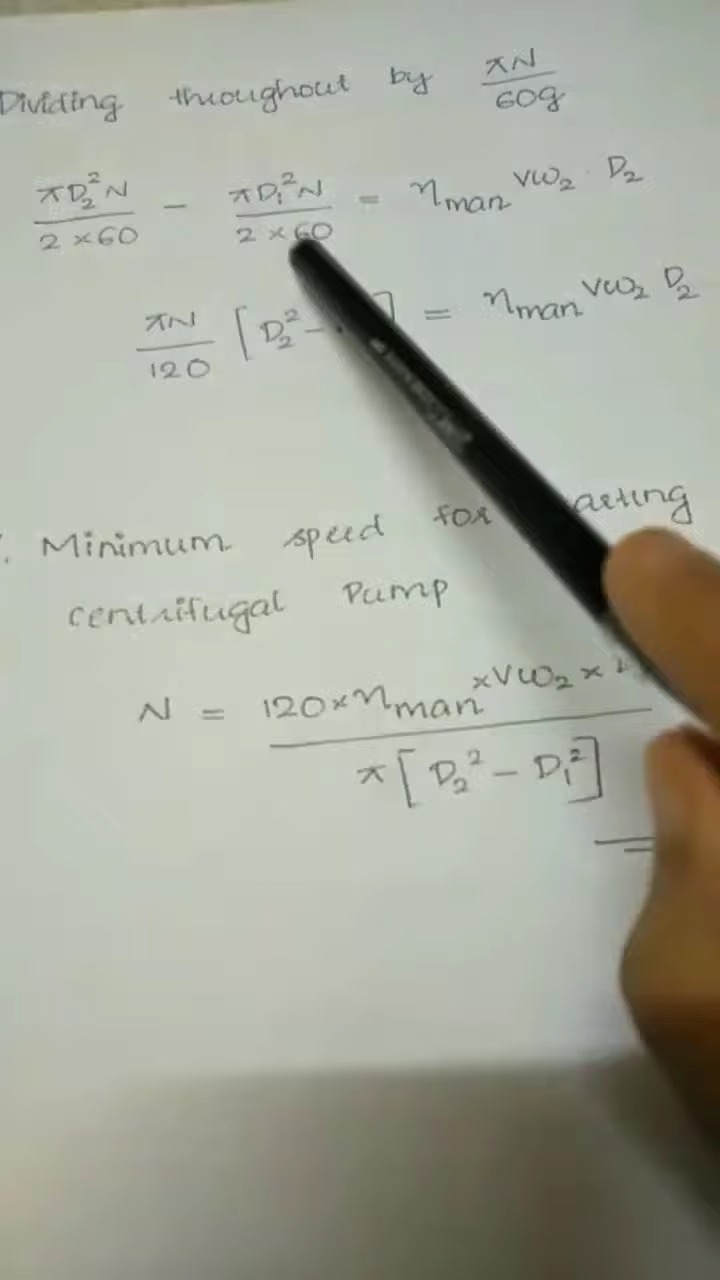 Dividing throughout by πN/60g
πD₂²N/2×60 - πD₁²N/2×60 = ηman Vw₂ D₂
πN/120 [D₂² - ] = ηman Vw₂ D₂
Minimum speed for
centrifugal Pump
N = 120×ηman×Vw₂×/π[D₂² - D₁²]